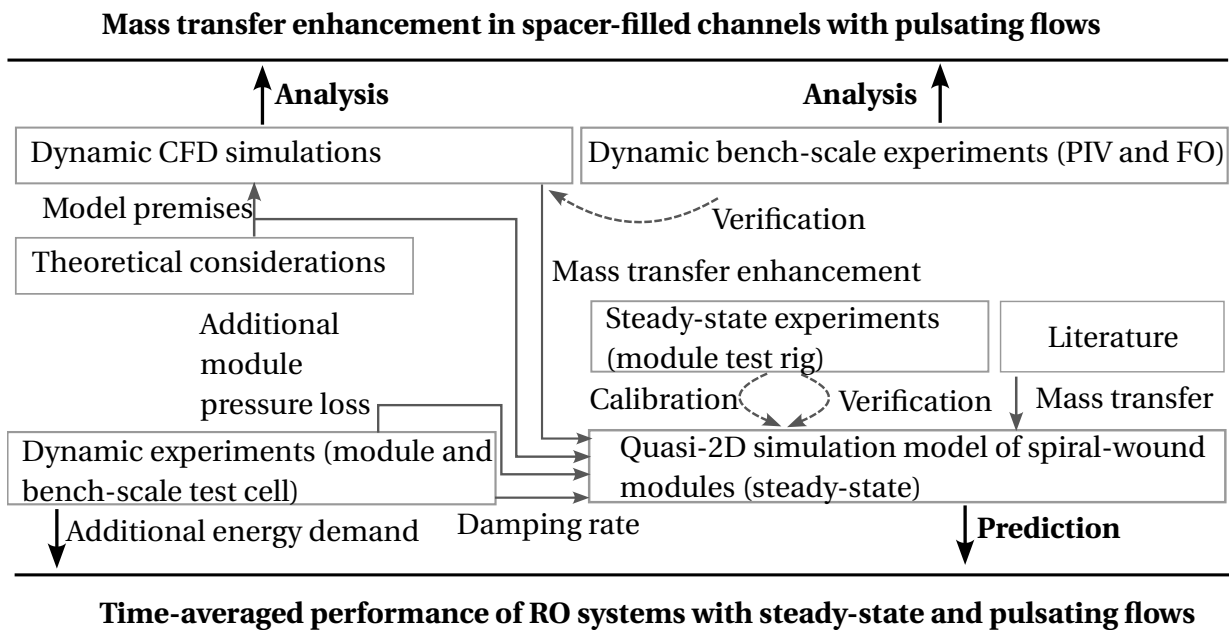 Mass transfer enhancement in spacer-filled channels with pulsating flows
Analysis
Analysis
Dynamic CFD simulations
Dynamic bench-scale experiments (PIV and FO)
Model premises
Verification
Theoretical considerations
Mass transfer enhancement
Additional
module
pressure loss
Steady-state experiments
(module test rig)
Literature
Calibration
Verification
Mass transfer
Dynamic experiments (module and
bench-scale test cell)
Quasi-2D simulation model of spiral-wound
modules (steady-state)
Additional energy demand
Damping rate
Prediction
Time-averaged performance of RO systems with steady-state and pulsating flows